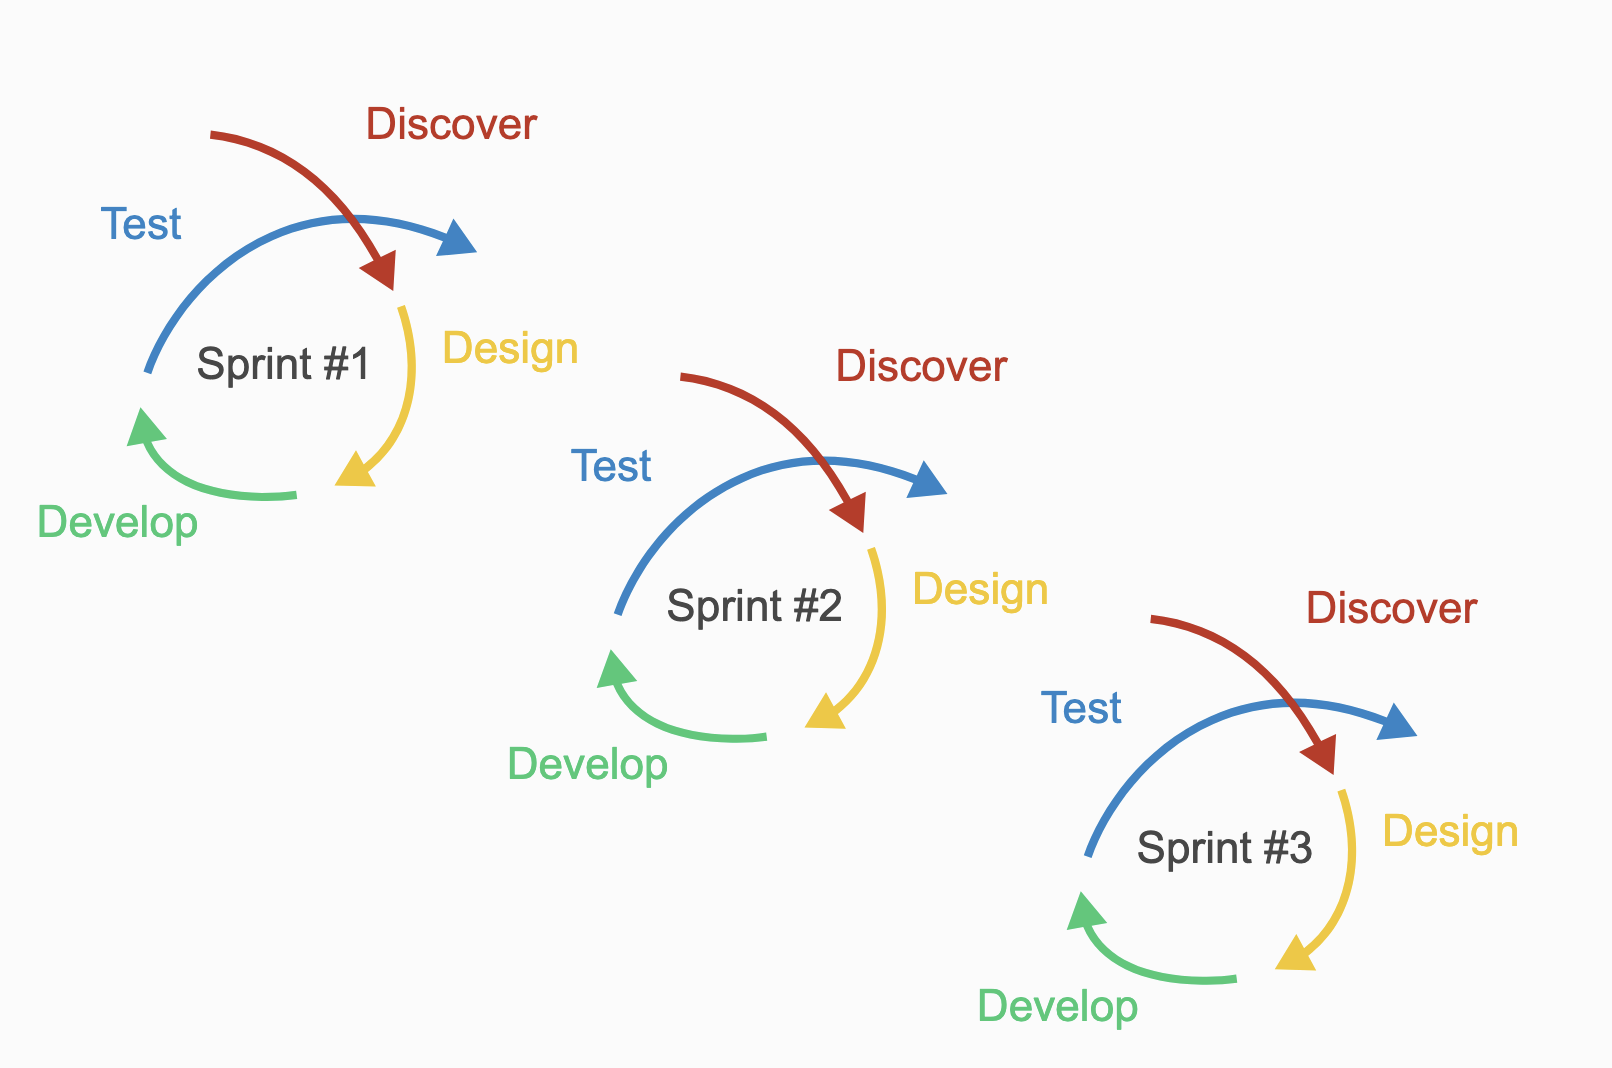 Discover
Test
Sprint #1
Design
Develop
Discover
Test
Sprint #2
Design
Develop
Discover
Test
Sprint #3
Design
Develop